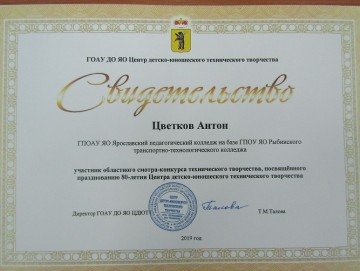 ГОАУ ДО ЯО Центр детско-юношеского технического творчества
Свидетельство
Цветков Антон
ГПОАУ ЯО Ярославский педагогический колледж на базе ГПОУ ЯО Рыбинского
транспортно-технологического колледжа
участник областного смотра-конкурса технического творчества, посвящённого
празднованию 80-летия Центра детско-юношеского технического творчества
Директор ГОАУ ДО ЯО ЦДЮТТ
Т.М.Талова
2019 год